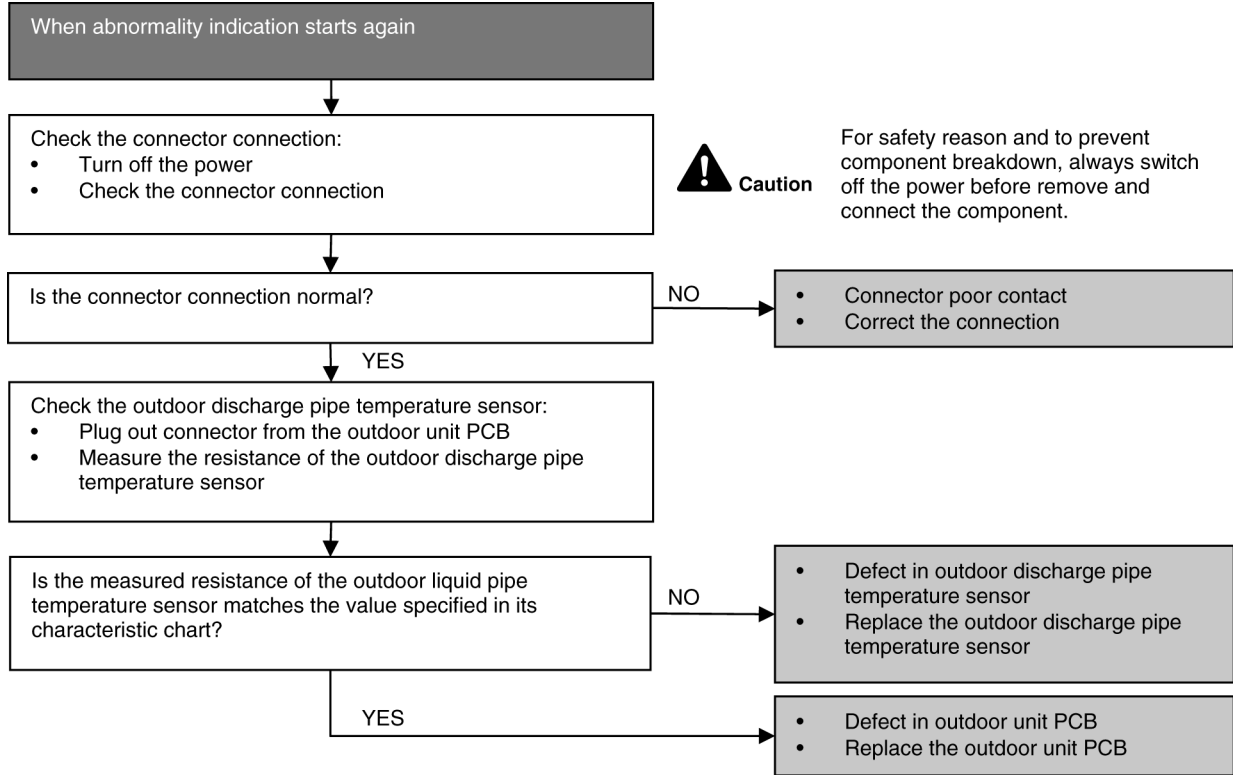 When abnormality indication starts again
Check the connector connection:
• Turn off the power
• Check the connector connection
Caution
For safety reason and to prevent
component breakdown, always switch
off the power before remove and
connect the component.
Is the connector connection normal?
NO
• Connector poor contact
• Correct the connection
YES
Check the outdoor discharge pipe temperature sensor:
• Plug out connector from the outdoor unit PCB
• Measure the resistance of the outdoor discharge pipe
temperature sensor
Is the measured resistance of the outdoor liquid pipe
temperature sensor matches the value specified in its
characteristic chart?
NO
• Defect in outdoor discharge pipe
temperature sensor
• Replace the outdoor discharge pipe
temperature sensor
YES
• Defect in outdoor unit PCB
• Replace the outdoor unit PCB